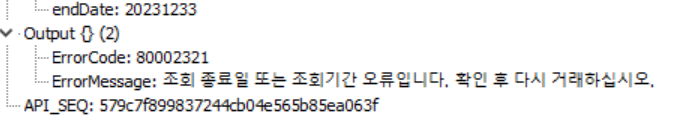 endDate: 20231233
Output {} (2)
ErrorCode: 80002321
ErrorMessage: 조회 종료일 또는 조회기간 오류입니다. 확인 후 다시 거래하십시오.
API_SEQ: 579c7f899837244cb04e565b85ea063f